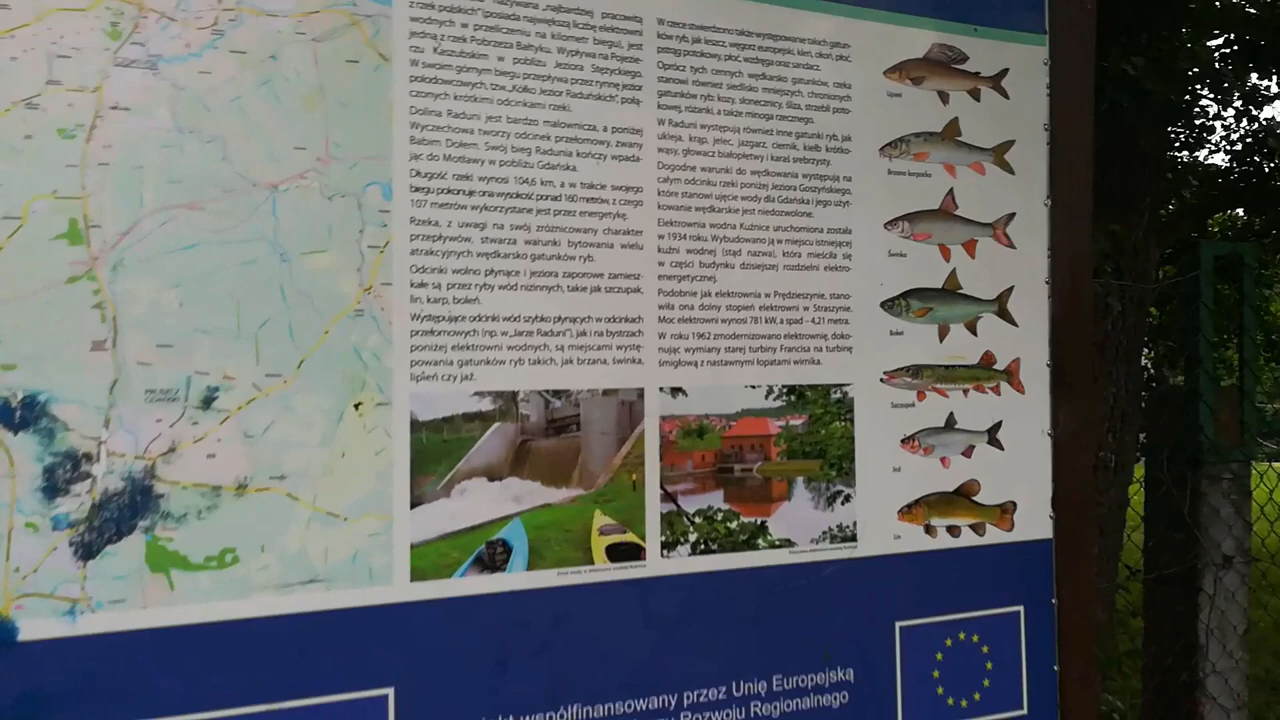 nazywana „najbardziej pracowitą
z rzek polskich" (posiada największą liczbę elektrowni
wodnych w przeliczeniu na kilometr biegu), jest
jedną z rzek Pobrzeża Bałtyku. Wypływa na Pojezie-
rzu Kaszubskim w pobliżu Jeziora Stężyckiego.
W swoim górnym biegu przepływa przez rynnę jezior
polodowcowych, tzw. „Kółko Jezior Raduńskich", połą-
czonych krótkimi odcinkami rzeki.
Dolina Raduni jest bardzo malownicza, a poniżej
Wyczechowa tworzy odcinek przełomowy, zwany
Babim Dołem. Swój bieg Radunia kończy wpada-
jąc do Motławy w pobliżu Gdańska.
Długość rzeki wynosi 104,6 km, a w trakcie swojego
biegu pokonuje ona wysokość ponad 160 metrów, z czego
107 metrów wykorzystane jest przez energetykę.
Rzeka, z uwagi na swój zróżnicowany charakter
przepływów, stwarza warunki bytowania wielu
atrakcyjnych wędkarsko gatunków ryb.
Odcinki wolno płynące i jeziora zaporowe zamiesz-
kałe są przez ryby wód nizinnych, takie jak szczupak,
lin, karp, boleń.
Występujące odcinki wód szybko płynących w odcinkach
przełomowych (np. w „Jarze Raduni"), jak i na bystrzach
poniżej elektrowni wodnych, są miejscami wystę-
powania gatunków ryb takich, jak brzana, świnka,
lipień czy jaź.
W rzece stwierdzono także występowanie takich gatun-
ków ryb, jak leszcz, węgorz europejski, kleń, okoń, płoć,
pstrąg potokowy, płoć, wzdręga oraz sandacz.
Oprócz tych cennych wędkarsko gatunków, rzeka
stanowi również siedlisko mniejszych, chronionych
gatunków ryb: kozy, słonecznicy, śliza, strzebli poto-
kowej, różanki, a także minoga rzecznego.
W Raduni występują również inne gatunki ryb, jak
ukleja, krąp, jelec, jazgarz, ciernik, kiełb krótko-
wąsy, głowacz białopłetwy i karaś srebrzysty.
Dogodne warunki do wędkowania występują na
całym odcinku rzeki poniżej Jeziora Goszyńskiego,
które stanowi ujęcie wody dla Gdańska i jego użyt-
kowanie wędkarskie jest niedozwolone.
Elektrownia wodna Kuźnice uruchomiona została
w 1934 roku. Wybudowano ją w miejscu istniejącej
kuźni wodnej (stąd nazwa), która mieściła się
w części budynku dzisiejszej rozdzielni elektro-
energetycznej.
Podobnie jak elektrownia w Prędzieszynie, stano-
wiła ona dolny stopień elektrowni w Straszynie.
Moc elektrowni wynosi 781 kW, a spad – 4,21 metra.
W roku 1962 zmodernizowano elektrownię, doko-
nując wymiany starej turbiny Francisa na turbinę
śmigłową z nastawnymi łopatami wirnika.
Lipień
Brzana karpacka
Świnka
Boleń
Szczupak
Jaź
Lin
PRUSZCZ
GDAŃSKI
współfinansowany przez Unię Europejską
Rozwoju Regionalnego